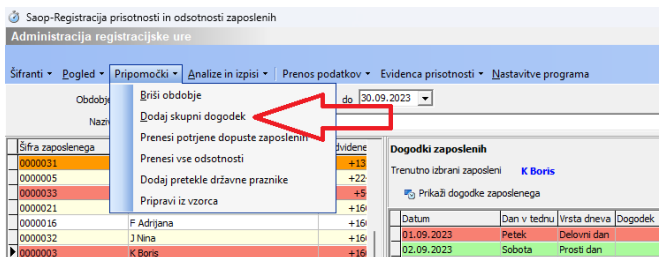 Saop-Registracija prisotnosti in odsotnosti zaposlenih
Administracija registracijske ure
Šifranti Pogled Pripomočki Analize in izpisi Prenos podatkov Evidenca prisotnosti Nastavitve programa
Obdobje do 30.09.2023
Briši obdobje
Dodaj skupni dogodek
Prenesi potrjene dopuste zaposlenih
Prenesi vse odsotnosti
Dodaj pretekle državne praznike
Pripravi iz vzorca
Šifra zaposlenega
0000031 +13
0000005 +22
0000033 +5
0000021 +16
0000016 F Adrijana +16
0000032 J Nina +16
0000003 K Boris +16
Dogodki zaposlenih
Trenutno izbrani zaposleni K Boris
Prikaži dogodke zaposlenega
Datum Dan v tednu Vrsta dneva Dogodek
01.09.2023 Petek Delovni dan
02.09.2023 Sobota Prosti dan